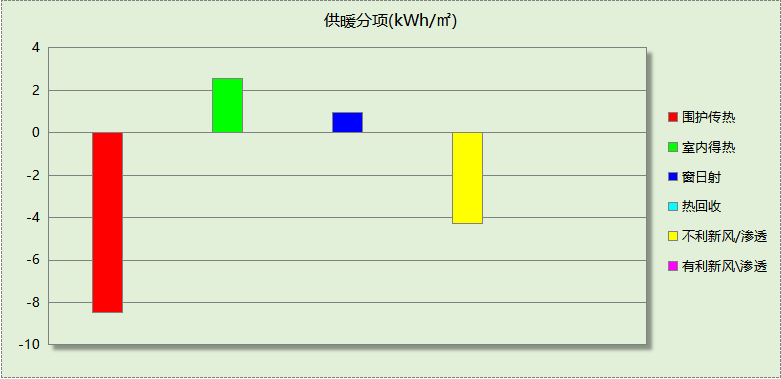 供暖分项(kWh/㎡)
4
2
0
-2
-4
-6
-8
-10
围护传热
室内得热
窗日射
热回收
不利新风/渗透
有利新风\渗透